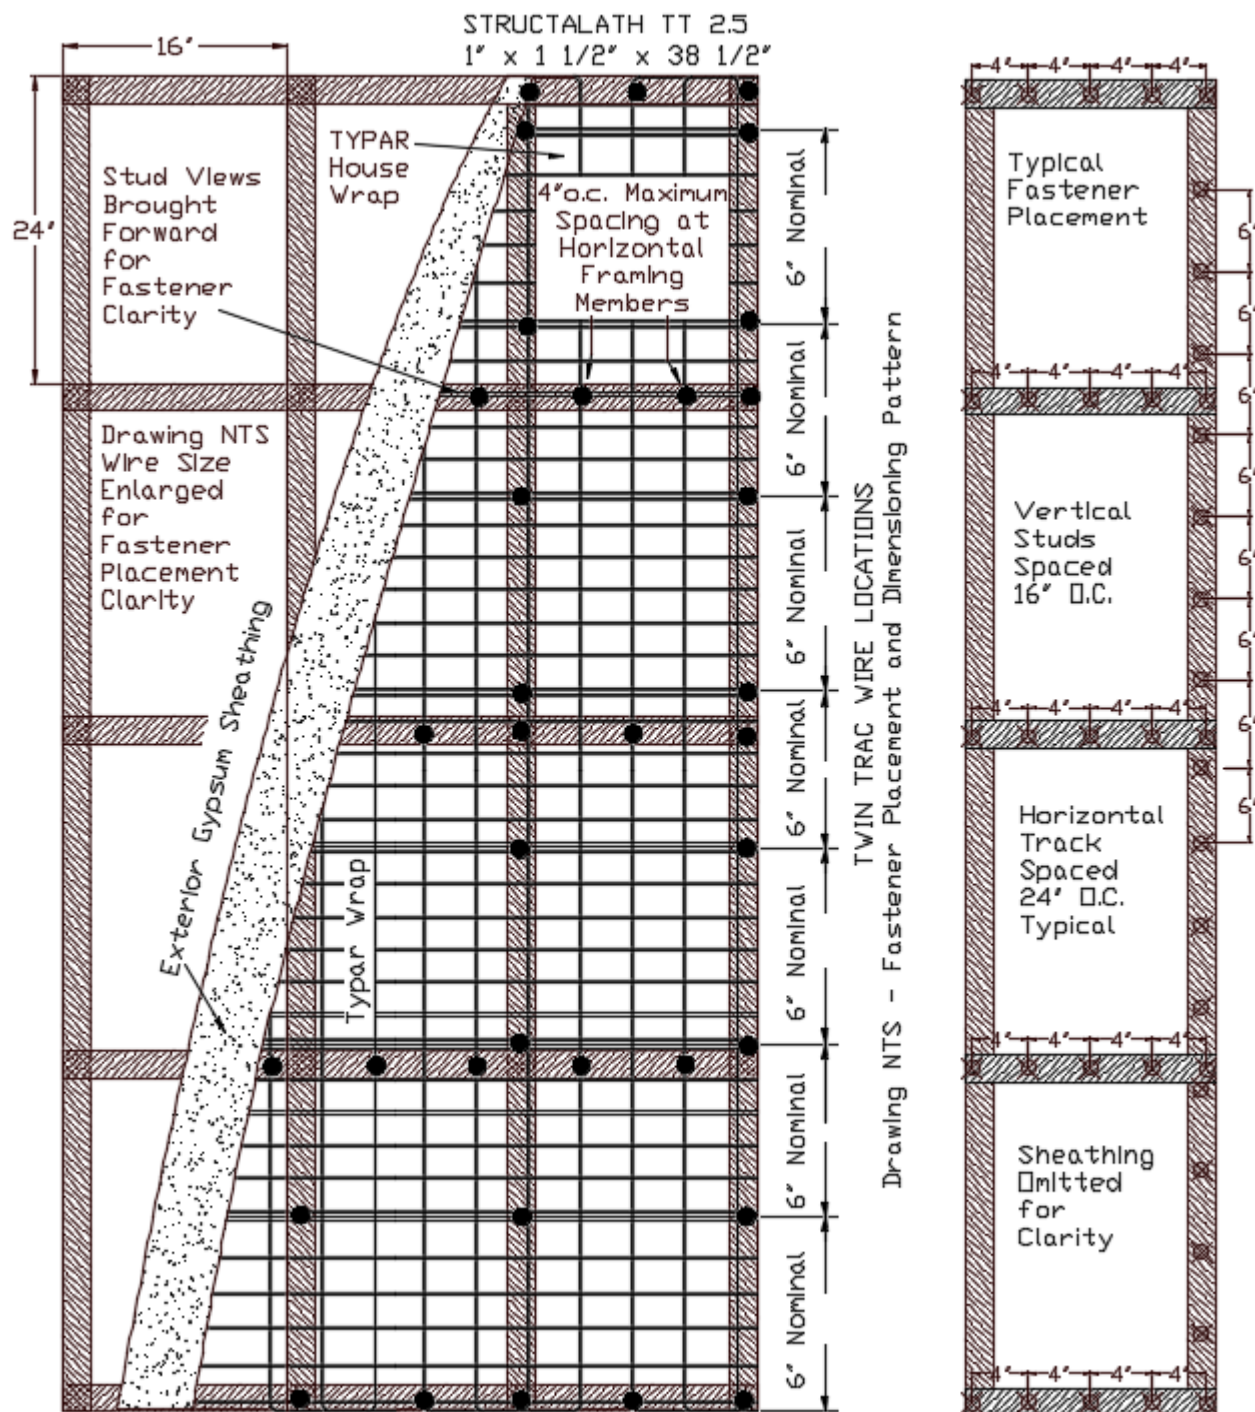 STRUCTALATH TT 2.5
1" x 1 1/2" x 38 1/2"
16"
24"
Stud Views
Brought
Forward
for
Fastener
Clarity
TYPAR
House
Wrap
4"o.c. Maximum
Spacing at
Horizontal
Framing
Members
Drawing NTS
Wire Size
Enlarged
for
Fastener
Placement
Clarity
Exterior Gypsum Sheathing
Typar Wrap
6" Nominal
6" Nominal
6" Nominal
6" Nominal
6" Nominal
6" Nominal
6" Nominal
TWIN TRAC WIRE LOCATIONS
Drawing NTS - Fastener Placement and Dimensioning Pattern
4" 4" 4" 4"
Typical
Fastener
Placement
6"
6"
4" 4" 4" 4"
6"
Vertical
Studs
Spaced
16" O.C.
6"
6"
6"
4" 4" 4" 4"
6"
6"
Horizontal
Track
Spaced
24" O.C.
Typical
4" 4" 4" 4"
Sheathing
Omitted
for
Clarity
4" 4" 4" 4"